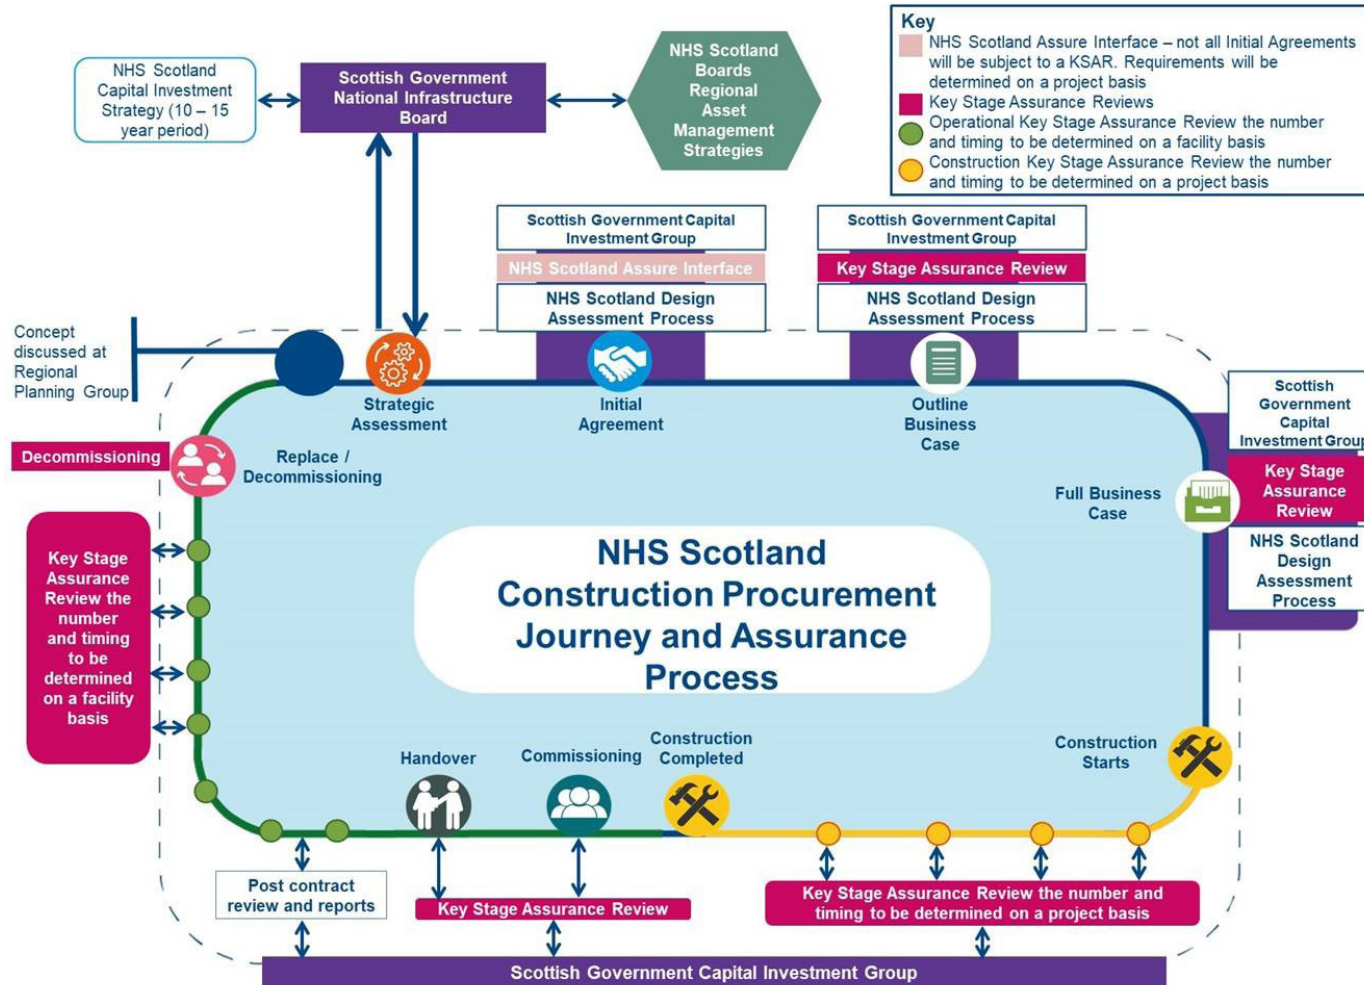 Key
NHS Scotland Assure Interface – not all Initial Agreements
will be subject to a KSAR. Requirements will be
determined on a project basis
Key Stage Assurance Reviews
Operational Key Stage Assurance Review the number
and timing to be determined on a facility basis
Construction Key Stage Assurance Review the number
and timing to be determined on a project basis
NHS Scotland
Capital Investment
Strategy (10 – 15
year period)
Scottish Government
National Infrastructure
Board
NHS Scotland
Boards
Regional
Asset
Management
Strategies
Scottish Government Capital
Investment Group
NHS Scotland Assure Interface
NHS Scotland Design
Assessment Process
Scottish Government Capital
Investment Group
Key Stage Assurance Review
NHS Scotland Design
Assessment Process
Concept
discussed at
Regional
Planning Group
Strategic
Assessment
Initial
Agreement
Outline
Business
Case
Scottish
Government
Capital
Investment Group
Key Stage
Assurance
Review
NHS Scotland
Design
Assessment
Process
Full Business
Case
Decommissioning
Replace /
Decommissioning
Key Stage
Assurance
Review the
number
and timing
to be
determined
on a facility
basis
NHS Scotland
Construction Procurement
Journey and Assurance
Process
Handover
Commissioning
Construction
Completed
Construction
Starts
Post contract
review and reports
Key Stage Assurance Review
Key Stage Assurance Review the number and
timing to be determined on a project basis
Scottish Government Capital Investment Group